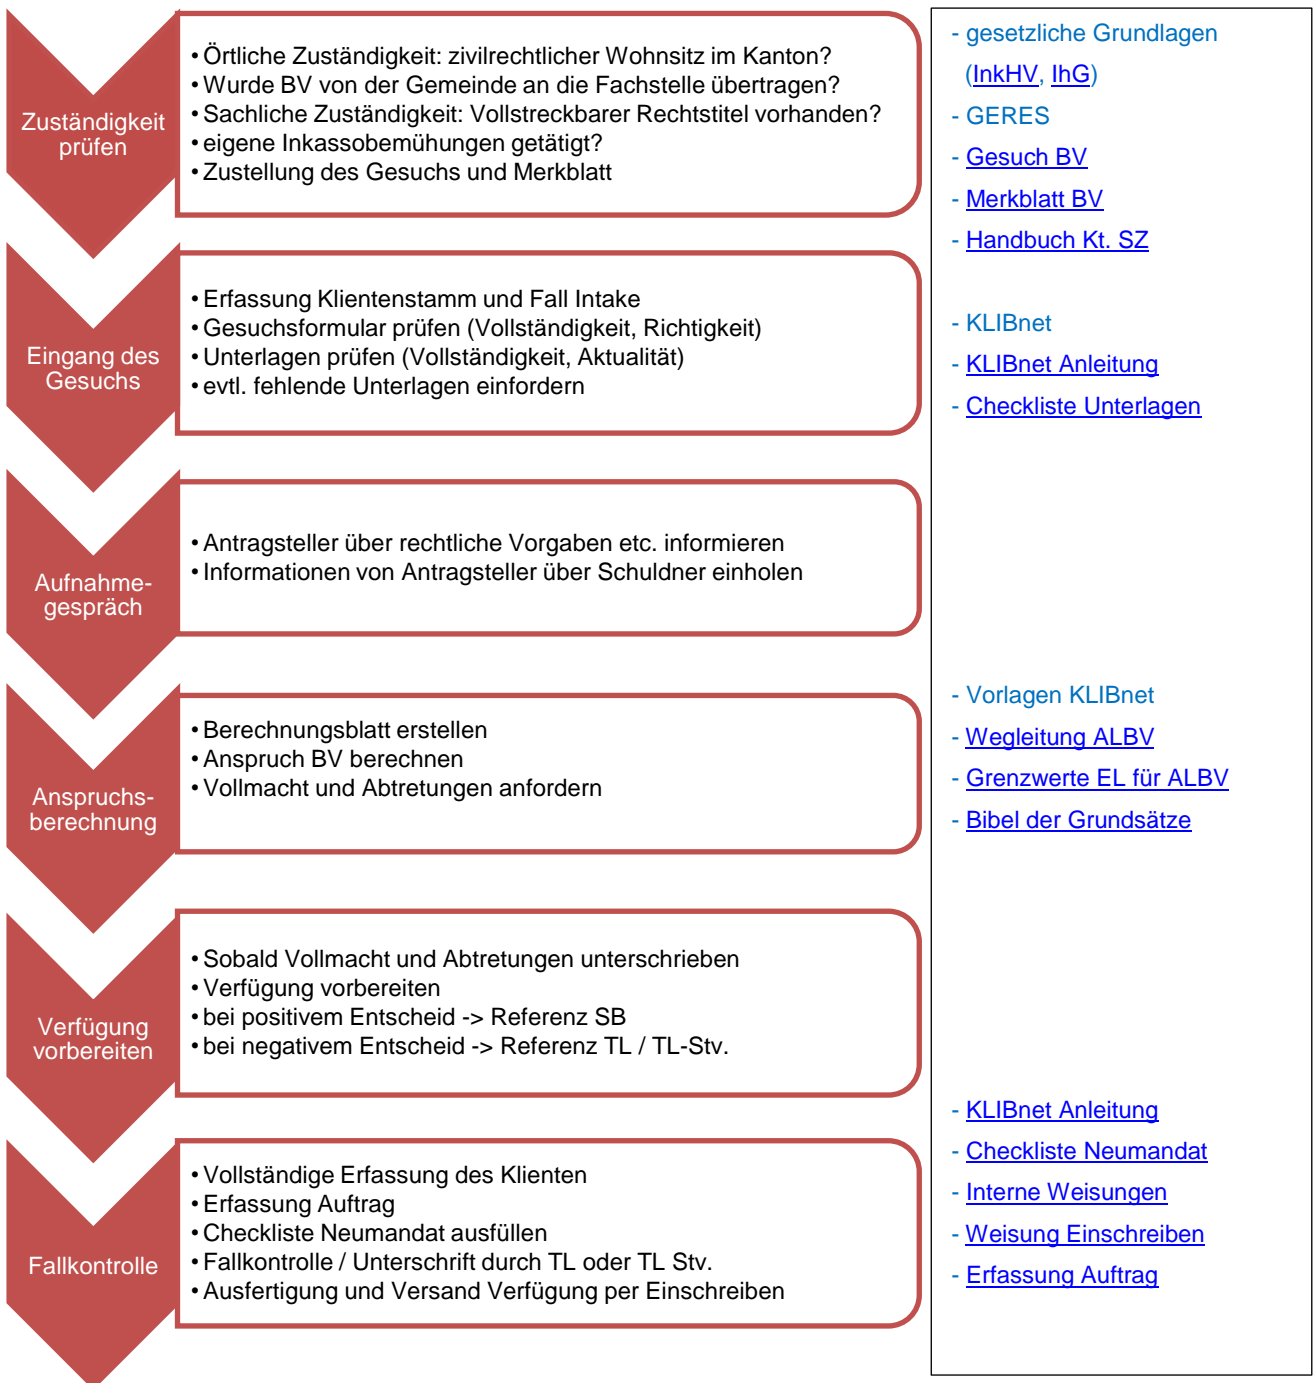 Zuständigkeit
prüfen
• Örtliche Zuständigkeit: zivilrechtlicher Wohnsitz im Kanton?
• Wurde BV von der Gemeinde an die Fachstelle übertragen?
• Sachliche Zuständigkeit: Vollstreckbarer Rechtstitel vorhanden?
• eigene Inkassobemühungen getätigt?
• Zustellung des Gesuchs und Merkblatt
Eingang des
Gesuchs
• Erfassung Klientenstamm und Fall Intake
• Gesuchsformular prüfen (Vollständigkeit, Richtigkeit)
• Unterlagen prüfen (Vollständigkeit, Aktualität)
• evtl. fehlende Unterlagen einfordern
Aufnahme-
gespräch
• Antragsteller über rechtliche Vorgaben etc. informieren
• Informationen von Antragsteller über Schuldner einholen
Anspruchs-
berechnung
• Berechnungsblatt erstellen
• Anspruch BV berechnen
• Vollmacht und Abtretungen anfordern
Verfügung
vorbereiten
• Sobald Vollmacht und Abtretungen unterschrieben
• Verfügung vorbereiten
• bei positivem Entscheid -> Referenz SB
• bei negativem Entscheid -> Referenz TL / TL-Stv.
Fallkontrolle
• Vollständige Erfassung des Klienten
• Erfassung Auftrag
• Checkliste Neumandat ausfüllen
• Fallkontrolle / Unterschrift durch TL oder TL Stv.
• Ausfertigung und Versand Verfügung per Einschreiben
- gesetzliche Grundlagen
(InkHV, IhG)
- GERES
- Gesuch BV
- Merkblatt BV
- Handbuch Kt. SZ
- KLIBnet
- KLIBnet Anleitung
- Checkliste Unterlagen
- Vorlagen KLIBnet
- Wegleitung ALBV
- Grenzwerte EL für ALBV
- Bibel der Grundsätze
- KLIBnet Anleitung
- Checkliste Neumandat
- Interne Weisungen
- Weisung Einschreiben
- Erfassung Auftrag